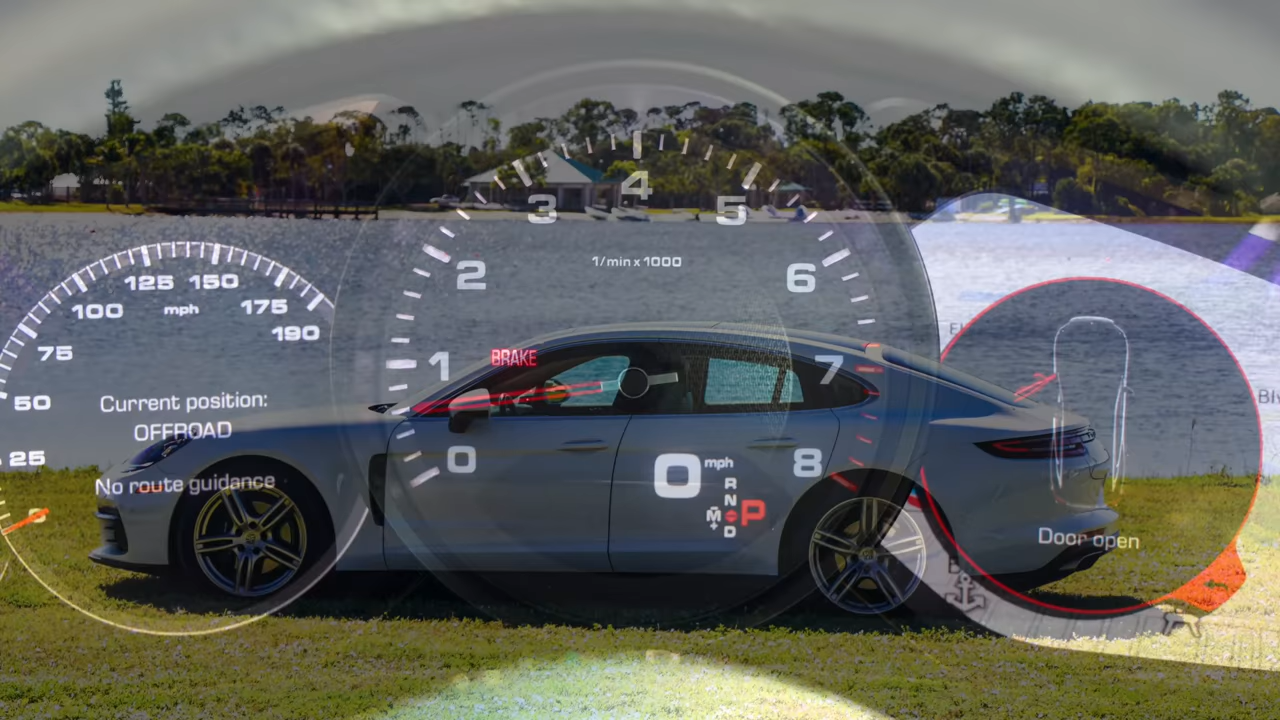 4
3
5
1/min x 1000
2
6
125 150
100
mph
175
190
75
50
25
Current position:
OFFROAD
No route guidance
1
BRAKE
7
0
8
0 mph
R
N
M
+
P
D
Door open